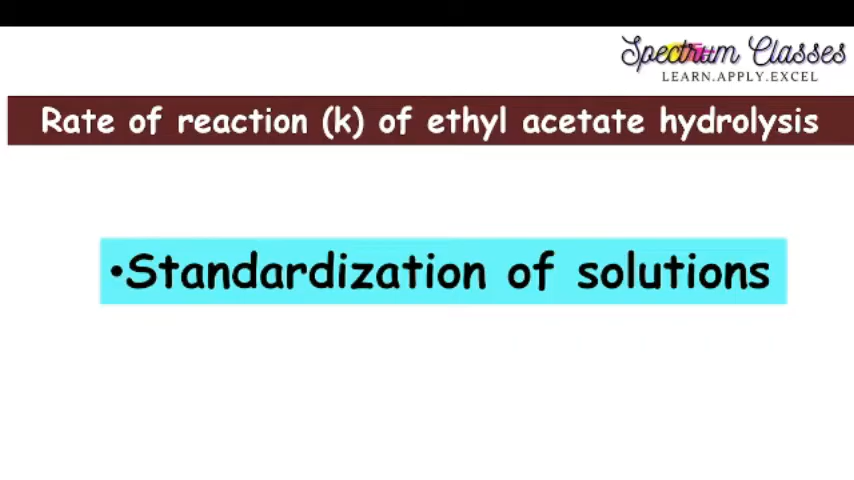 Spectrum Classes
LEARN.APPLY.EXCEL
Rate of reaction (k) of ethyl acetate hydrolysis
•Standardization of solutions